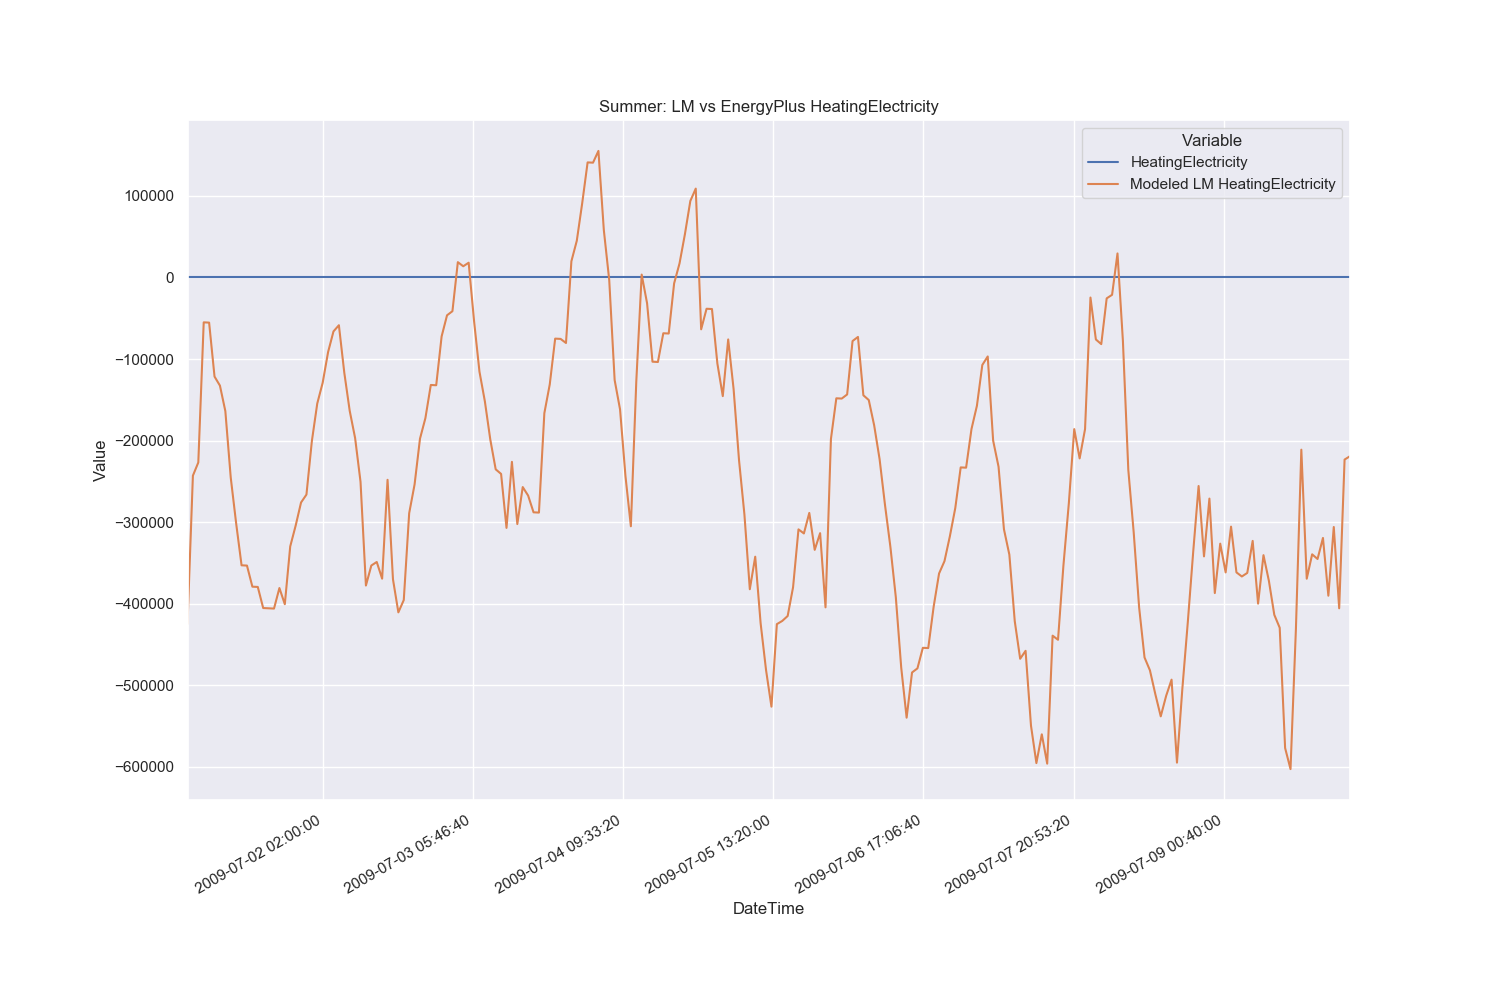 Summer: LM vs EnergyPlus HeatingElectricity
Variable
HeatingElectricity
Modeled LM HeatingElectricity
100000
0
−100000
−200000
−300000
−400000
−500000
−600000
Value
2009-07-02 02:00:00
2009-07-03 05:46:40
2009-07-04 09:33:20
2009-07-05 13:20:00
2009-07-06 17:06:40
2009-07-07 20:53:20
2009-07-09 00:40:00
DateTime